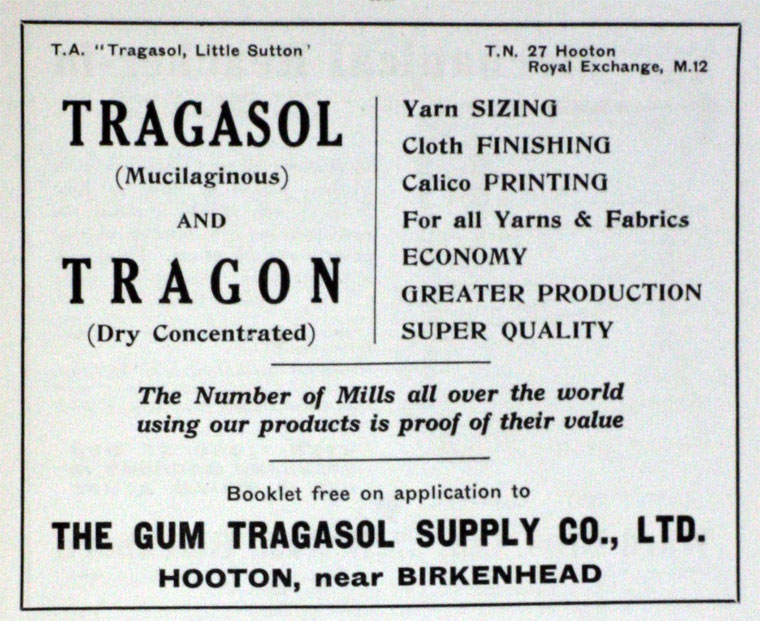 T.A. "Tragasol, Little Sutton'
T.N. 27 Hooton
Royal Exchange, M.12
TRAGASOL
(Mucilaginous)
AND
TRAGON
(Dry Concentrated)
Yarn SIZING
Cloth FINISHING
Calico PRINTING
For all Yarns & Fabrics
ECONOMY
GREATER PRODUCTION
SUPER QUALITY
The Number of Mills all over the world
using our products is proof of their value
Booklet free on application to
THE GUM TRAGASOL SUPPLY CO., LTD.
HOOTON, near BIRKENHEAD